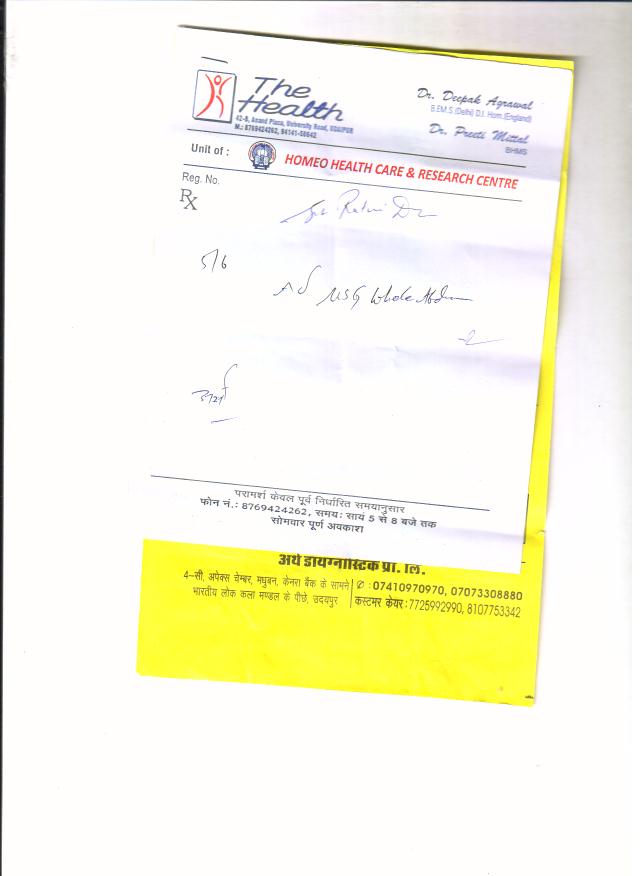 The
Health
42-B, Anand Plaza, University Road, UDAIPUR
M.: 8769424262, 94141-58642
Dr. Deepak Agrawal
B.EM.S.(Delhi) D.I. Hom.(England)
Dr. Preeti Mittal
BHMS
Unit of :
HOMEO HEALTH CARE & RESEARCH CENTRE
Reg. No.
Rx
5/6
Ad USG Whole Abdomen
अर्थ
परामर्श केवल पूर्व निर्धारित समयानुसार
फोन नं.: 8769424262, समय: सायं 5 से 8 बजे तक
सोमवार पूर्ण अवकाश
अर्थ डायग्नोस्टिक प्रा. लि.
4–सी, अपेक्स चेम्बर, मधुबन, केनरा बैंक के सामने
भारतीय लोक कला मण्डल के पीछे, उदयपुर
✆ : 07410970970, 07073308880
कस्टमर केयर : 7725992990, 8107753342